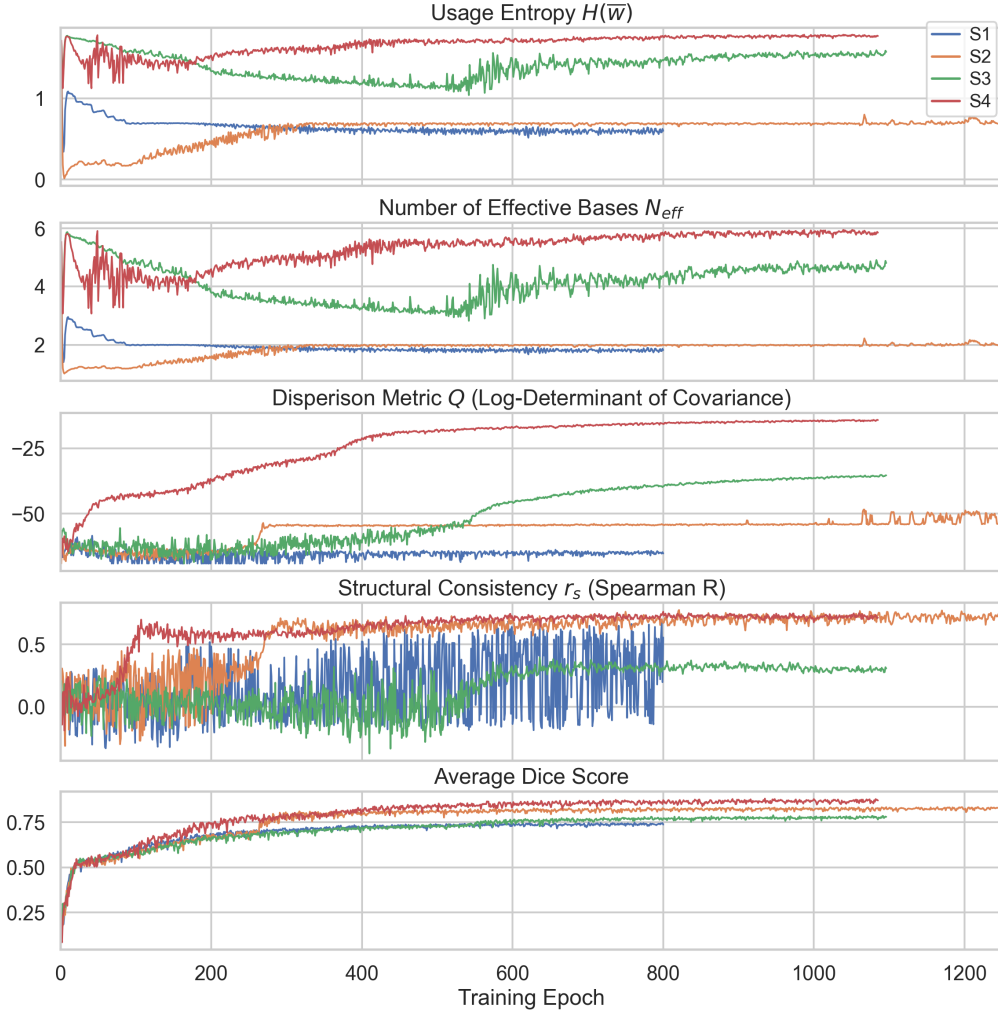 Usage Entropy H(w̅)
S1
S2
S3
S4
1
0
Number of Effective Bases N_eff
6
4
2
Disperison Metric Q (Log-Determinant of Covariance)
−25
−50
Structural Consistency r_s (Spearman R)
0.5
0.0
Average Dice Score
0.75
0.50
0.25
0 200 400 600 800 1000 1200
Training Epoch